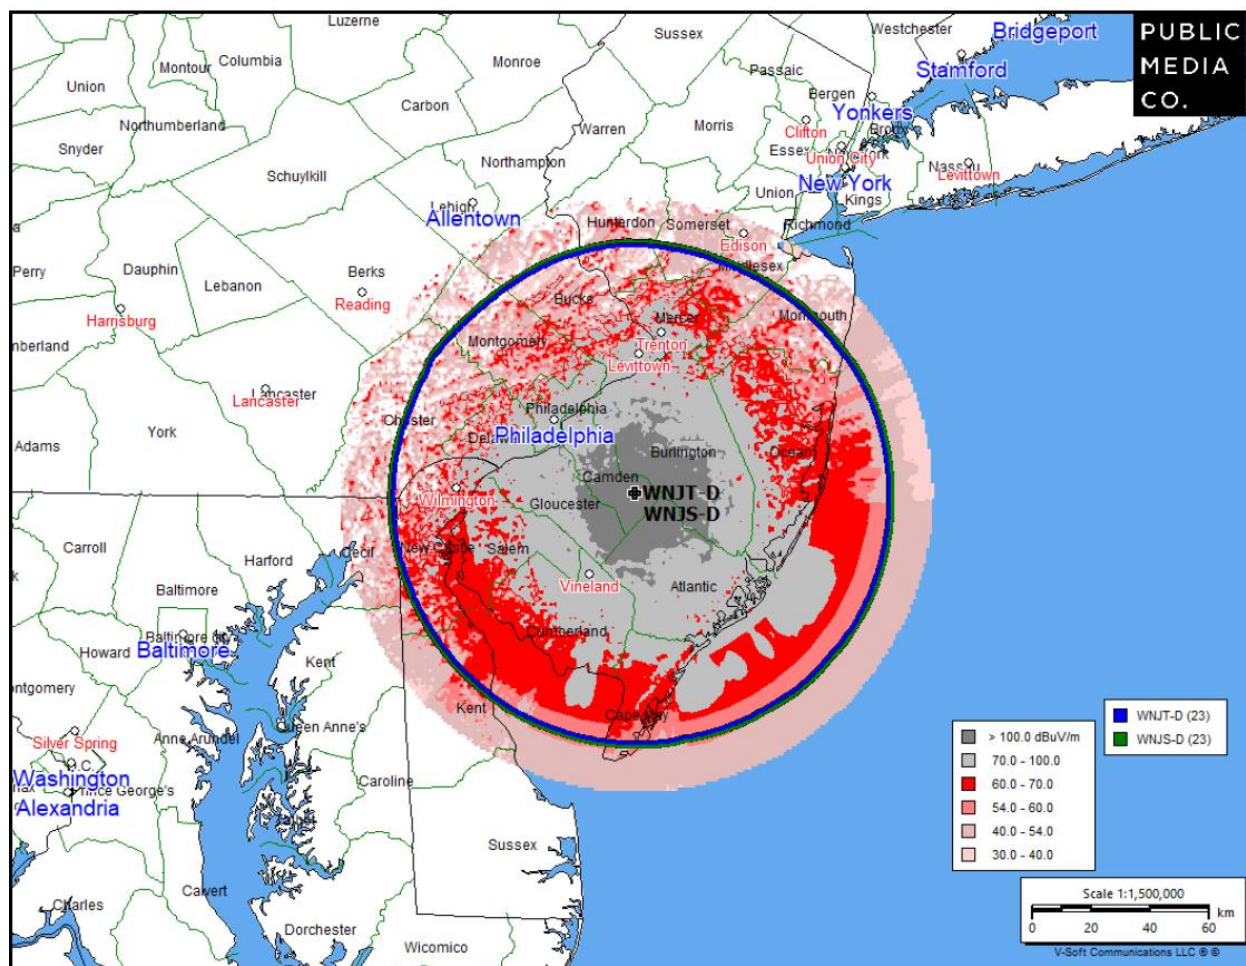 Luzerne
Sussex
Westchester
Bridgeport
PUBLIC
MEDIA
CO.
Columbia
Montour
Union
Monroe
Passaic
Stamford
Bergen
Carbon
Yonkers
Northumberland
Warren
Morris
Clifton
Snyder
Essex
Union City
Northampton
Nassau
Levittown
Schuylkill
Union
New York
Kings
Lehigh
Allentown
Hunterdon
Somerset
Richmond
Edison
Middlesex
Perry
Dauphin
Berks
Lebanon
Reading
Bucks
Harrisburg
Mercer
Monmouth
Trenton
Montgomery
Levittown
Lancaster
Lancaster
Chester
Philadelphia
York
Philadelphia
Adams
Burlington
Ocean
Camden
WNJT-D
Wilmington
Gloucester
WNJS-D
Carroll
New Castle
Salem
Cecil
Harford
Vineland
Atlantic
Baltimore
Cumberland
Baltimore
Howard
Kent
Kent
Cape May
Queen Anne's
Silver Spring
Anne Arundel
Washington
Caroline
Alexandria
Sussex
Calvert
Charles
Dorchester
Wicomico
WNJT-D (23)
WNJS-D (23)
> 100.0 dBuV/m
70.0 - 100.0
60.0 - 70.0
54.0 - 60.0
40.0 - 54.0
30.0 - 40.0
Scale 1:1,500,000
km
0 20 40 60
V-Soft Communications LLC ® ©